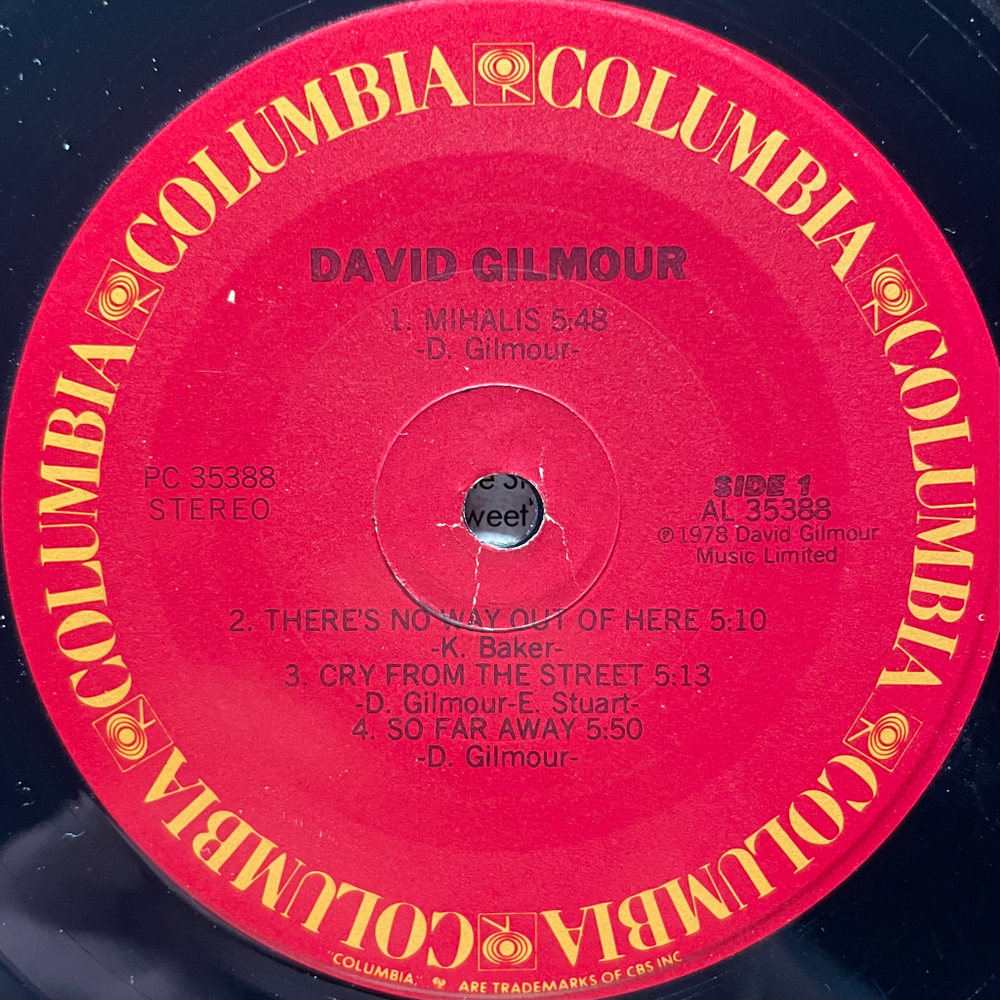 COLUMBIA COLUMBIA COLUMBIA COLUMBIA COLUMBIA COLUMBIA COLUMBIA
DAVID GILMOUR
1. MIHALIS 5:48
-D. Gilmour-
PC 35388
STEREO
SIDE 1
AL 35388
℗ 1978 David Gilmour
Music Limited
weet
2. THERE'S NO WAY OUT OF HERE 5:10
-K. Baker-
3. CRY FROM THE STREET 5:13
-D. Gilmour-E. Stuart-
4. SO FAR AWAY 5:50
-D. Gilmour-
"COLUMBIA," ARE TRADEMARKS OF CBS INC